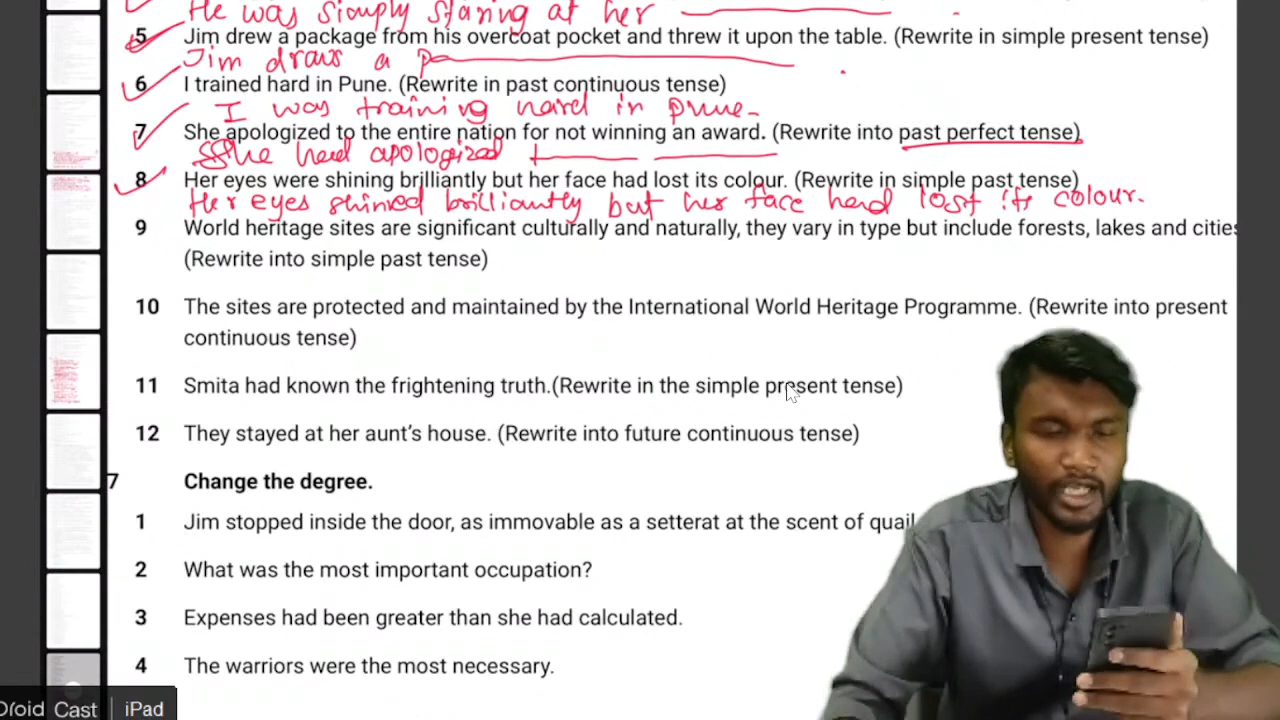 He was simply staring at her
5 Jim drew a package from his overcoat pocket and threw it upon the table. (Rewrite in simple present tense)
Jim draws a p
6 I trained hard in Pune. (Rewrite in past continuous tense)
I was training hard in pune.
7 She apologized to the entire nation for not winning an award. (Rewrite into past perfect tense)
She had apologized t
8 Her eyes were shining brilliantly but her face had lost its colour. (Rewrite in simple past tense)
Her eyes shined brilliantly but her face had lost its colour.
9 World heritage sites are significant culturally and naturally, they vary in type but include forests, lakes and cities
(Rewrite into simple past tense)
10 The sites are protected and maintained by the International World Heritage Programme. (Rewrite into present
continuous tense)
11 Smita had known the frightening truth.(Rewrite in the simple present tense)
12 They stayed at her aunt's house. (Rewrite into future continuous tense)
7 Change the degree.
1 Jim stopped inside the door, as immovable as a setterat at the scent of quail
2 What was the most important occupation?
3 Expenses had been greater than she had calculated.
4 The warriors were the most necessary.
Droid Cast iPad